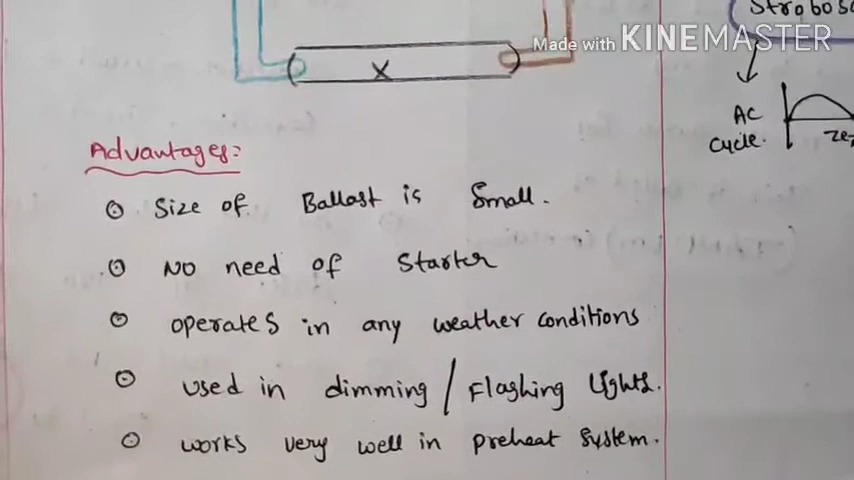 Strobosc
Made with KINEMASTER
x
AC
Cycle.
Advantages:
Size of Ballast is Small.
No need of Starter
operates in any weather conditions
used in dimming / Flashing Lights.
works very well in preheat System.